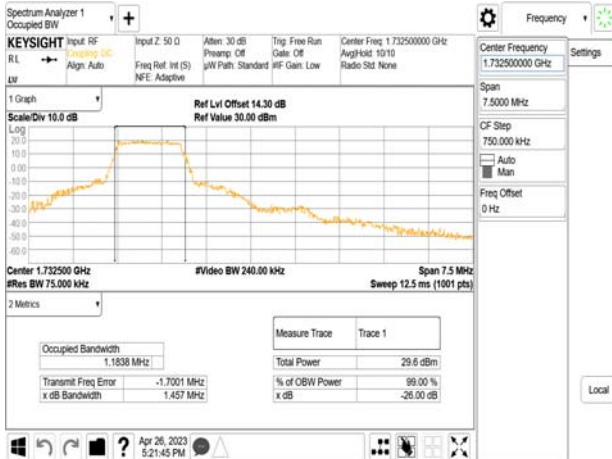 Spectrum Analyzer 1
Occupied BW
Frequency
KEYSIGHT
Input: RF
Coupling: DC
Align: Auto
Input Z: 50 Ω
Freq Ref: Int (S)
NFE: Adaptive
Atten: 30 dB
Preamp: Off
µW Path: Standard
Trig: Free Run
Gate: Off
#IF Gain: Low
Center Freq: 1.732500000 GHz
Avg|Hold: 10/10
Radio Std: None
RL
LV
Center Frequency
1.732500000 GHz
Settings
Span
7.5000 MHz
CF Step
750.000 kHz
Auto
Man
Freq Offset
0 Hz
Local
1 Graph
Scale/Div 10.0 dB
Ref Lvl Offset 14.30 dB
Ref Value 30.00 dBm
Log
20.0
10.0
0.00
-10.0
-20.0
-30.0
-40.0
-50.0
-60.0
Center 1.732500 GHz
#Video BW 240.00 kHz
Span 7.5 MHz
#Res BW 75.000 kHz
Sweep 12.5 ms (1001 pts)
2 Metrics
Measure Trace Trace 1
Occupied Bandwidth
1.1838 MHz
Total Power 29.6 dBm
Transmit Freq Error -1.7001 MHz
% of OBW Power 99.00 %
x dB Bandwidth 1.457 MHz
x dB -26.00 dB
Apr 26, 2023
5:21:45 PM